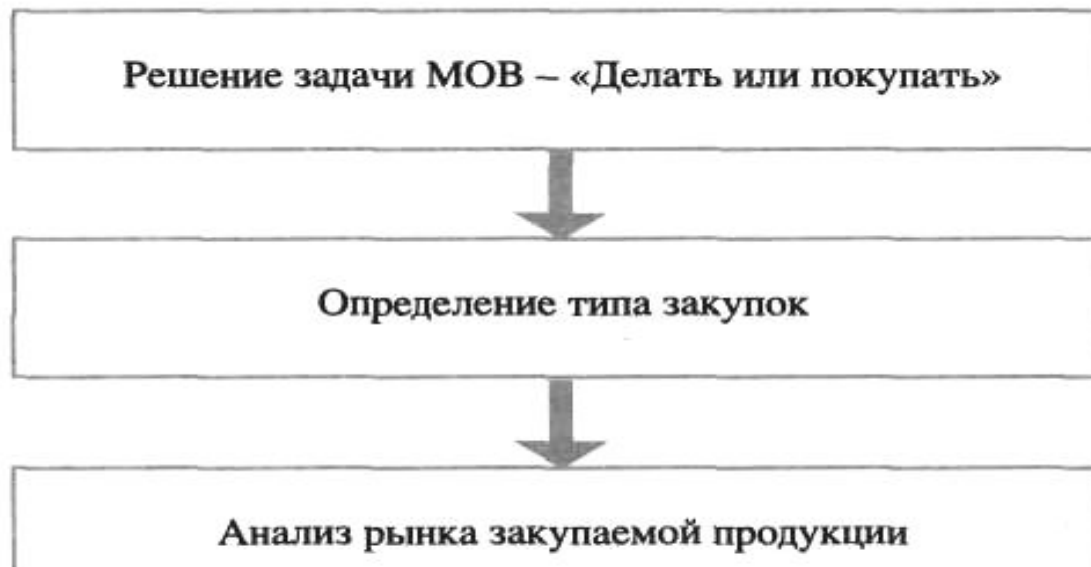 Решение задачи МОВ – «Делать или покупать»
Определение типа закупок
Анализ рынка закупаемой продукции